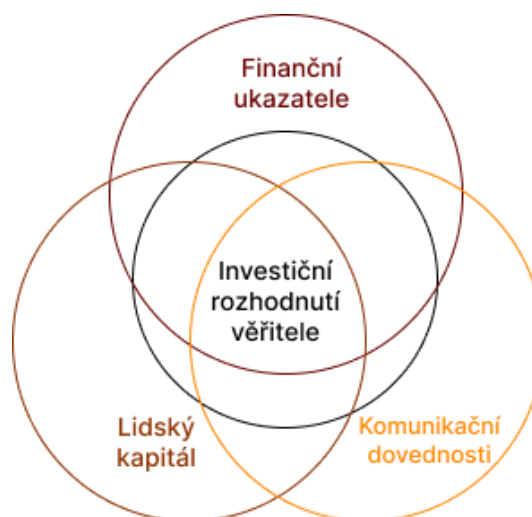 Finanční
ukazatele
Investiční
rozhodnutí
věřitele
Lidský
kapitál
Komunikační
dovednosti